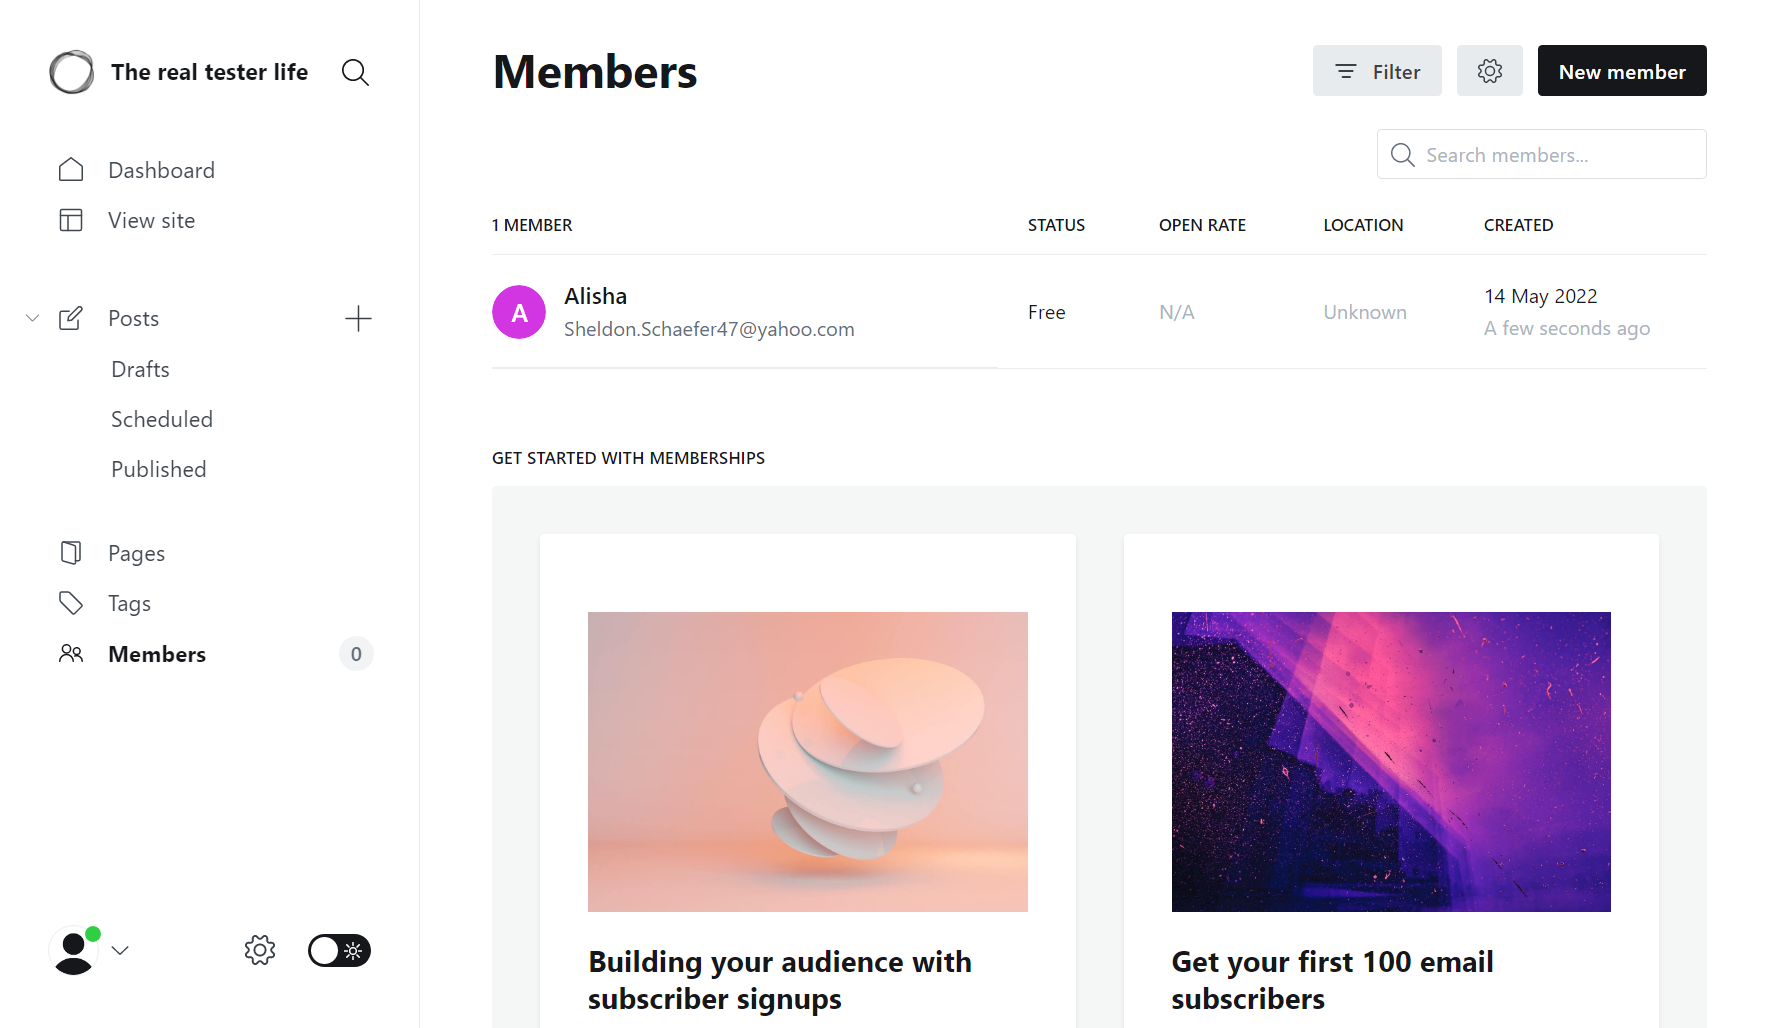 The real tester life
Dashboard
View site
Posts
Drafts
Scheduled
Published
Pages
Tags
Members
0
Members
Filter
New member
Search members...
1 MEMBER
STATUS
OPEN RATE
LOCATION
CREATED
A
Alisha
Sheldon.Schaefer47@yahoo.com
Free
N/A
Unknown
14 May 2022
A few seconds ago
GET STARTED WITH MEMBERSHIPS
Building your audience with
subscriber signups
Get your first 100 email
subscribers